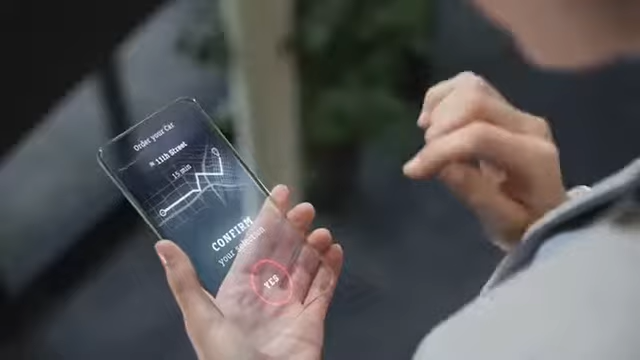 Order your Car
11th Street
15 min
CONFIRM
your selection
YES